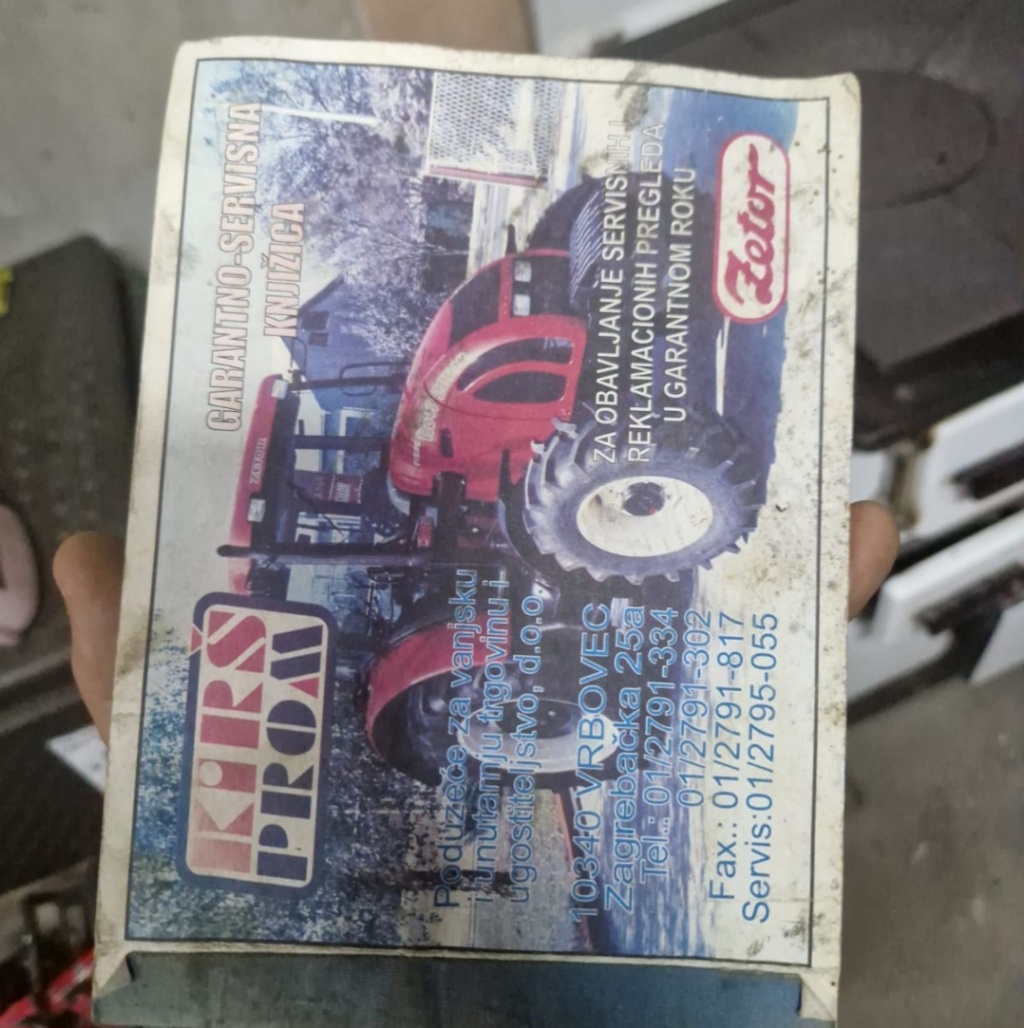 KIRŠ
PROM
GARANTNO-SERVISNA
KNJIŽICA
Poduzeće za vanjsku
i unutarnju trgovinu i
ugostiteljstvo, d.o.o
10340 VRBOVEC
Zagrebačka 25a
Tel.: 01/2791-334
01/2791-302
Fax.: 01/2791-817
Servis:01/2795-055
ZA OBAVLJANJE SERVISNIH I
REKLAMACIONIH PREGLEDA
U GARANTNOM ROKU
Zetor